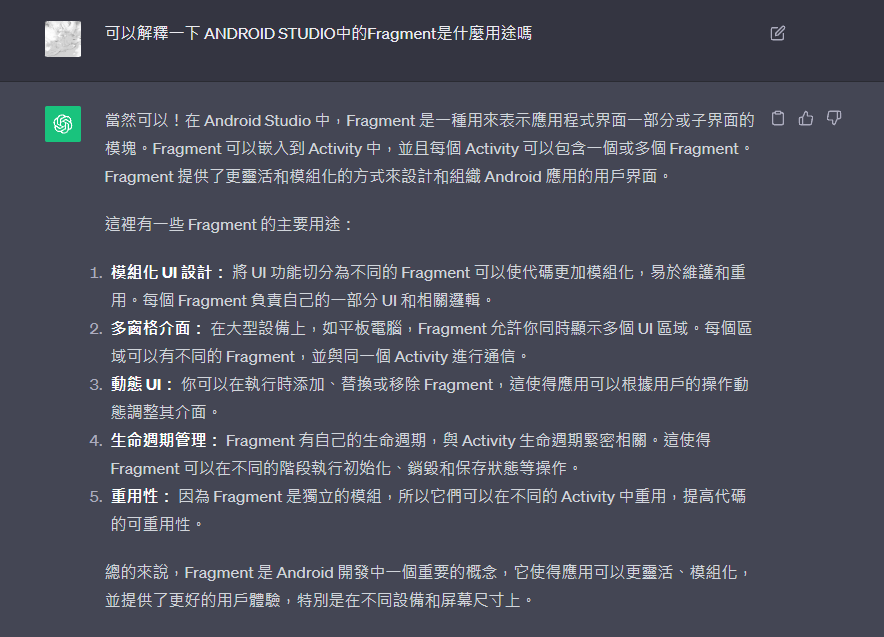 可以解釋一下 ANDROID STUDIO中的Fragment是什麼用途嗎
當然可以！在 Android Studio 中，Fragment 是一種用來表示應用程式界面一部分或子界面的
模塊。Fragment 可以嵌入到 Activity 中，並且每個 Activity 可以包含一個或多個 Fragment。
Fragment 提供了更靈活和模組化的方式來設計和組織 Android 應用的用戶界面。
這裡有一些 Fragment 的主要用途：
1. 模組化 UI 設計： 將 UI 功能切分為不同的 Fragment 可以使代碼更加模組化，易於維護和重
用。每個 Fragment 負責自己的一部分 UI 和相關邏輯。
2. 多窗格介面： 在大型設備上，如平板電腦，Fragment 允許你同時顯示多個 UI 區域。每個區
域可以有不同的 Fragment，並與同一個 Activity 進行通信。
3. 動態 UI： 你可以在執行時添加、替換或移除 Fragment，這使得應用可以根據用戶的操作動
態調整其介面。
4. 生命週期管理： Fragment 有自己的生命週期，與 Activity 生命週期緊密相關。這使得
Fragment 可以在不同的階段執行初始化、銷毀和保存狀態等操作。
5. 重用性： 因為 Fragment 是獨立的模組，所以它們可以在不同的 Activity 中重用，提高代碼
的可重用性。
總的來說，Fragment 是 Android 開發中一個重要的概念，它使得應用可以更靈活、模組化，
並提供了更好的用戶體驗，特別是在不同設備和屏幕尺寸上。